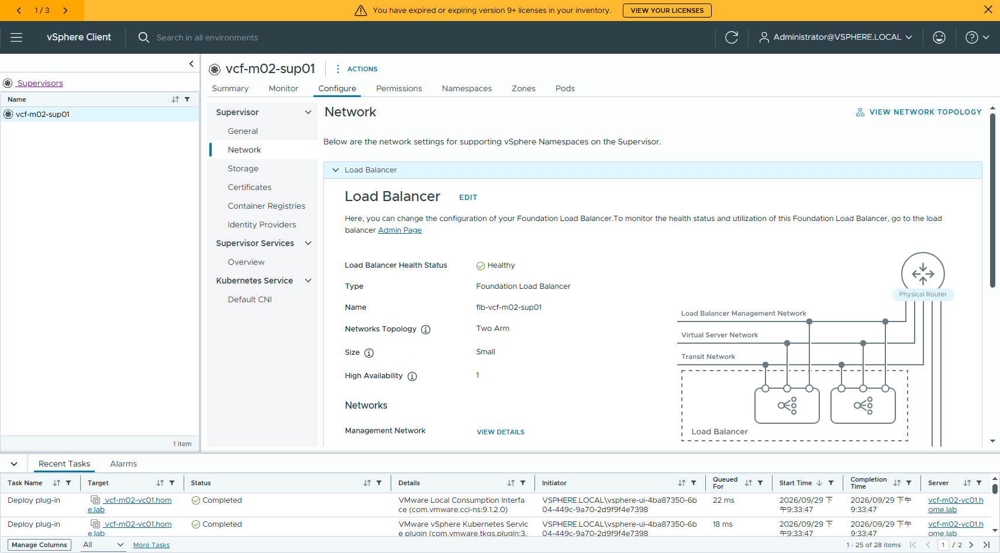 1 / 3
You have expired or expiring version 9+ licenses in your inventory.
VIEW YOUR LICENSES
vSphere Client
Search in all environments
Administrator@VSPHERE.LOCAL
Supervisors
Name
vcf-m02-sup01
1 item
vcf-m02-sup01
ACTIONS
Summary
Monitor
Configure
Permissions
Namespaces
Zones
Pods
Supervisor
General
Network
Storage
Certificates
Container Registries
Identity Providers
Supervisor Services
Overview
Kubernetes Service
Default CNI
Network
VIEW NETWORK TOPOLOGY
Below are the network settings for supporting vSphere Namespaces on the Supervisor.
Load Balancer
Load Balancer
EDIT
Here, you can change the configuration of your Foundation Load Balancer.To monitor the health status and utilization of this Foundation Load Balancer, go to the load
balancer Admin Page
Load Balancer Health Status
Healthy
Type
Foundation Load Balancer
Name
flb-vcf-m02-sup01
Networks Topology
Two Arm
Size
Small
High Availability
1
Networks
Management Network
VIEW DETAILS
Physical Router
Load Balancer Management Network
Virtual Server Network
Transit Network
Load Balancer
Recent Tasks
Alarms
Task Name
Target
Status
Details
Initiator
Queued
For
Start Time
Completion
Time
Server
Deploy plug-in
vcf-m02-vc01.hom
e.lab
Completed
VMware Local Consumption Interfa
ce (com.vmware.cci-ns:9.1.2.0)
VSPHERE.LOCAL\vsphere-ui-4ba87350-6b
04-449c-9a70-2d9f9f4e7398
22 ms
2026/09/29 下
午9:33:47
2026/09/29 下午
9:33:47
vcf-m02-vc01.h
ome.lab
Deploy plug-in
vcf-m02-vc01.hom
e.lab
Completed
VMware vSphere Kubernetes Servic
e plugin (com.vmware.tkgs.plugin:3.
VSPHERE.LOCAL\vsphere-ui-4ba87350-6b
04-449c-9a70-2d9f9f4e7398
18 ms
2026/09/29 下
午9:33:47
2026/09/29 下午
9:33:47
vcf-m02-vc01.h
ome.lab
Manage Columns
All
More Tasks
1 - 25 of 28 items
1 / 2